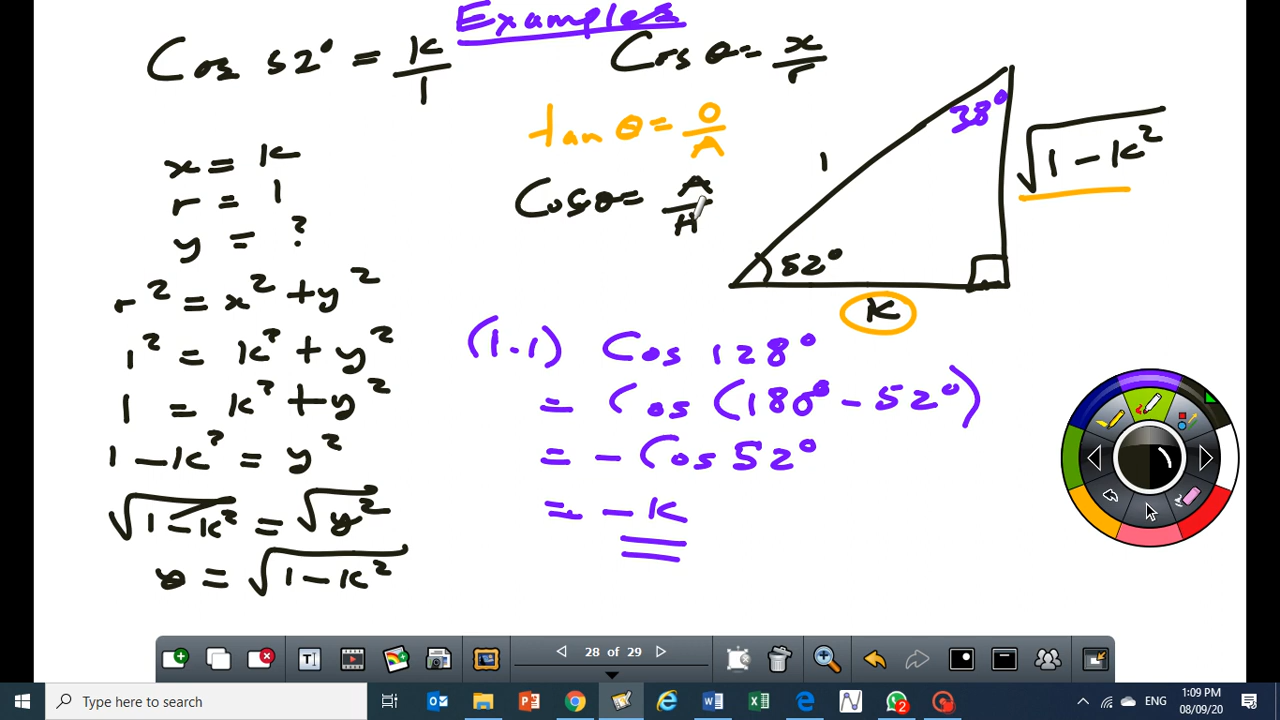 Examples
Cos 52° = k/1
Cos θ = x/r
tan θ = O/A
Cos θ = A/H
x = k
r = 1
y = ?
r² = x² + y²
1² = k² + y²
1 = k² + y²
1 - k² = y²
√(1 - k²) = √y²
y = √(1 - k²)
38°
1
√(1 - k²)
52°
k
(1.1) Cos 128°
= Cos (180° - 52°)
= - Cos 52°
= - k
T
28 of 29
Type here to search
ENG
1:09 PM
08/09/20
2